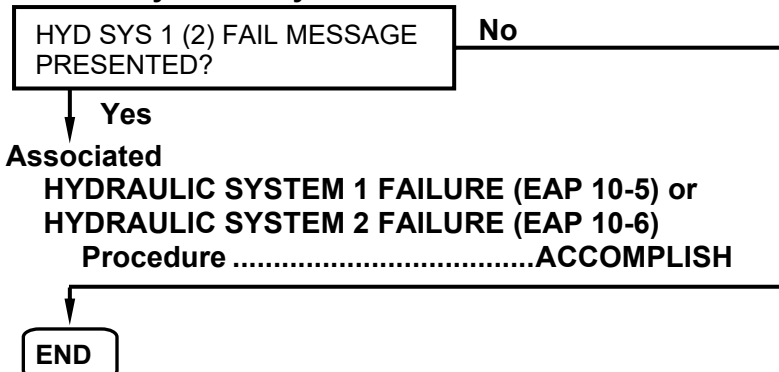 HYD SYS 1 (2) FAIL MESSAGE No
PRESENTED?
Yes
Associated
HYDRAULIC SYSTEM 1 FAILURE (EAP 10-5) or
HYDRAULIC SYSTEM 2 FAILURE (EAP 10-6)
Procedure .....................................ACCOMPLISH
END